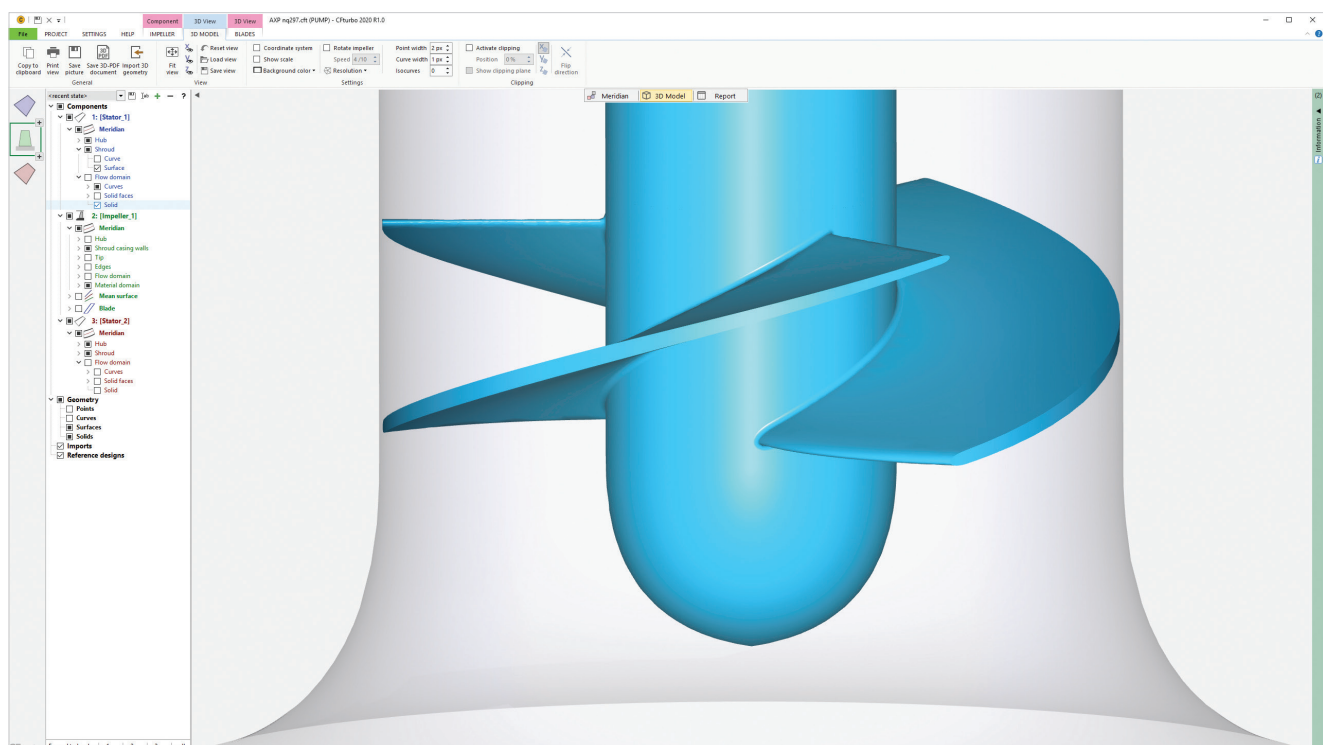 Component
3D View
3D View
AXP nq297.cft (PUMP) - CFturbo 2020 R1.0
File
PROJECT
SETTINGS
HELP
IMPELLER
3D MODEL
BLADES
Copy to clipboard
Print view
Save picture
Save 3D-PDF document
Import 3D geometry
General
Fit view
Reset view
Load view
Save view
View
Coordinate system
Show scale
Background color
Rotate impeller
Speed 4 /10
Resolution
Point width 2 px
Curve width 1 px
Isocurves 0
Settings
Activate clipping
Position 0 %
Show clipping plane
Flip direction
Clipping
<recent state>
?
Meridian
3D Model
Report
(2)
Information
Components
1: [Stator_1]
Meridian
Hub
Shroud
Curve
Surface
Flow domain
Curves
Solid faces
Solid
2: [Impeller_1]
Meridian
Hub
Shroud casing walls
Tip
Edges
Flow domain
Material domain
Mean surface
Blade
3: [Stator_2]
Meridian
Hub
Shroud
Flow domain
Curves
Solid faces
Solid
Geometry
Points
Curves
Surfaces
Solids
Imports
Reference designs